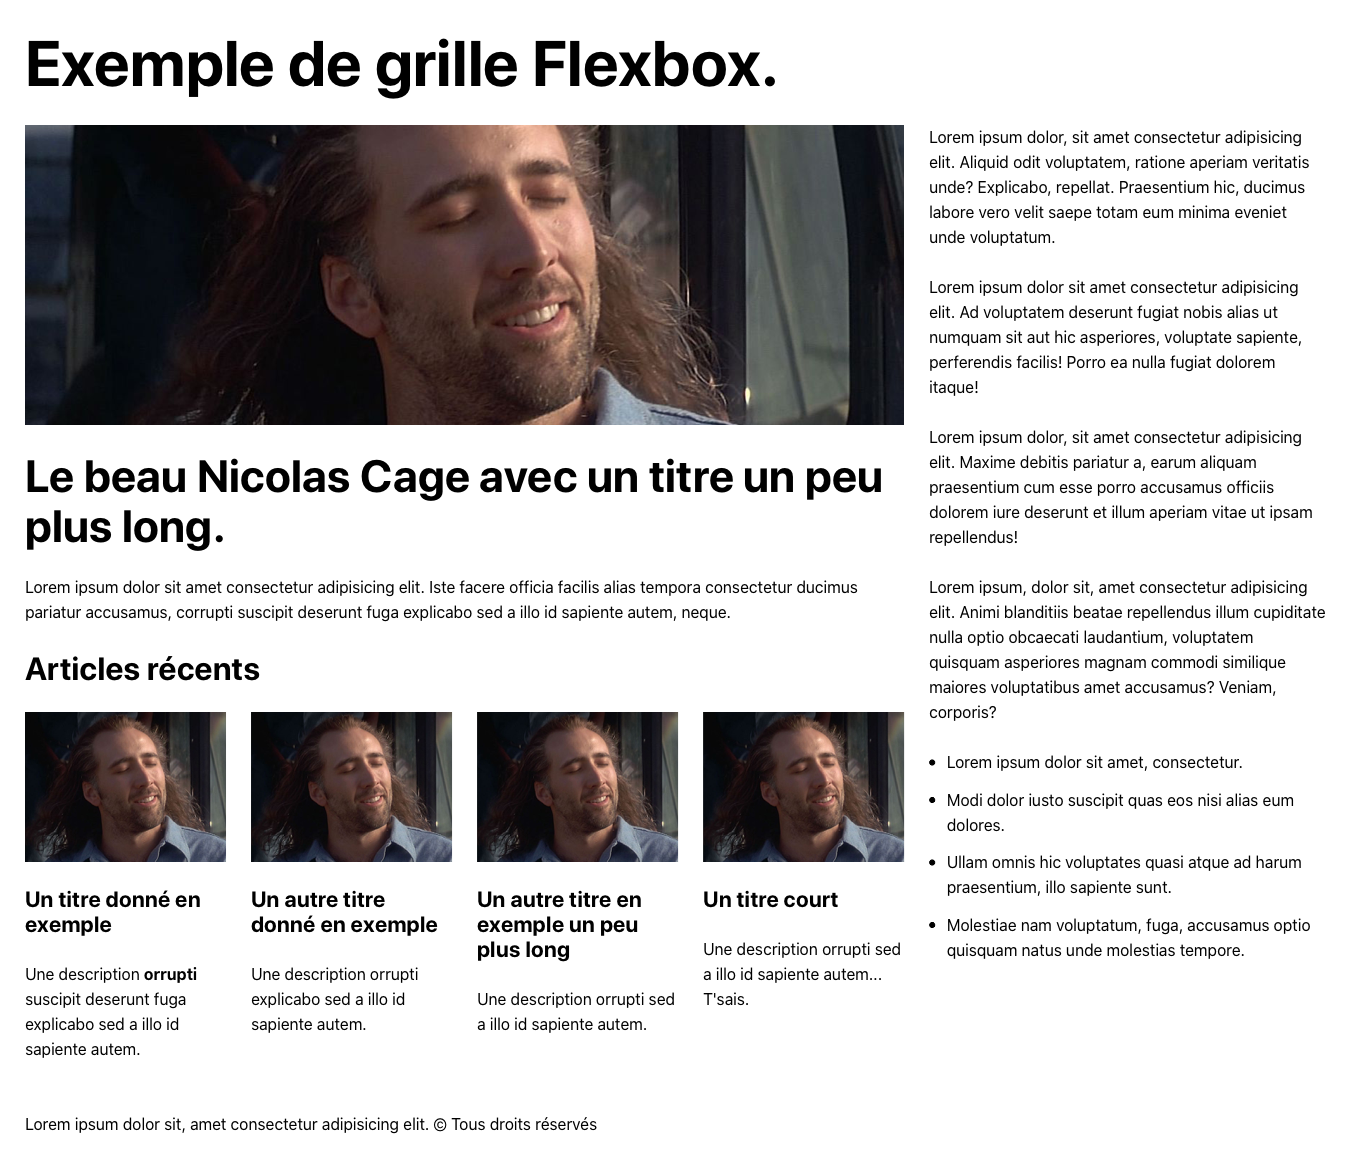 Exemple de grille Flexbox.
Le beau Nicolas Cage avec un titre un peu
plus long.
Lorem ipsum dolor sit amet consectetur adipisicing elit. Iste facere officia facilis alias tempora consectetur ducimus
pariatur accusamus, corrupti suscipit deserunt fuga explicabo sed a illo id sapiente autem, neque.
Articles récents
Un titre donné en
exemple
Une description orrupti
suscipit deserunt fuga
explicabo sed a illo id
sapiente autem.
Un autre titre
donné en exemple
Une description orrupti
explicabo sed a illo id
sapiente autem.
Un autre titre en
exemple un peu
plus long
Une description orrupti sed
a illo id sapiente autem.
Un titre court
Une description orrupti sed
a illo id sapiente autem...
T'sais.
Lorem ipsum dolor, sit amet consectetur adipisicing
elit. Aliquid odit voluptatem, ratione aperiam veritatis
unde? Explicabo, repellat. Praesentium hic, ducimus
labore vero velit saepe totam eum minima eveniet
unde voluptatum.
Lorem ipsum dolor sit amet consectetur adipisicing
elit. Ad voluptatem deserunt fugiat nobis alias ut
numquam sit aut hic asperiores, voluptate sapiente,
perferendis facilis! Porro ea nulla fugiat dolorem
itaque!
Lorem ipsum dolor, sit amet consectetur adipisicing
elit. Maxime debitis pariatur a, earum aliquam
praesentium cum esse porro accusamus officiis
dolorem iure deserunt et illum aperiam vitae ut ipsam
repellendus!
Lorem ipsum, dolor sit, amet consectetur adipisicing
elit. Animi blanditiis beatae repellendus illum cupiditate
nulla optio obcaecati laudantium, voluptatem
quisquam asperiores magnam commodi similique
maiores voluptatibus amet accusamus? Veniam,
corporis?
• Lorem ipsum dolor sit amet, consectetur.
• Modi dolor iusto suscipit quas eos nisi alias eum
dolores.
• Ullam omnis hic voluptates quasi atque ad harum
praesentium, illo sapiente sunt.
• Molestiae nam voluptatum, fuga, accusamus optio
quisquam natus unde molestias tempore.
Lorem ipsum dolor sit, amet consectetur adipisicing elit. © Tous droits réservés